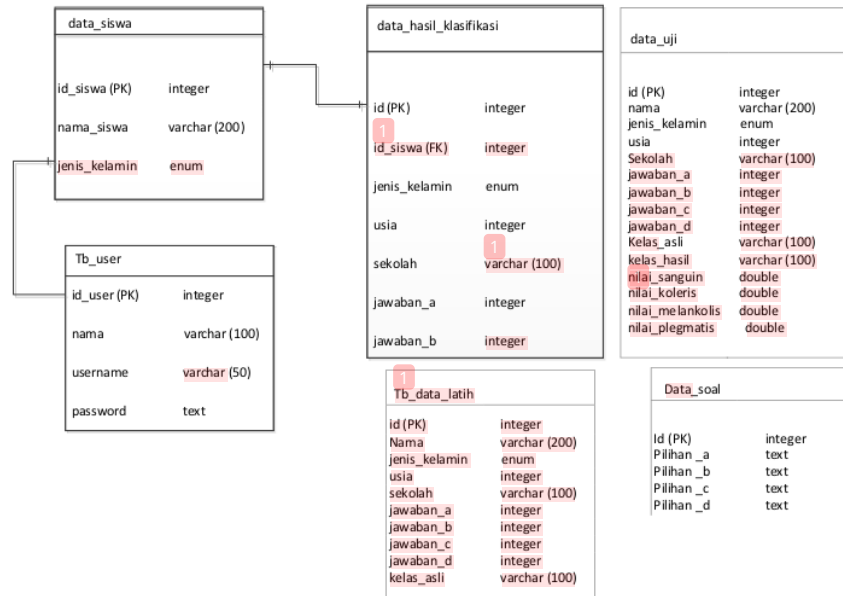 data_siswa
id_siswa (PK) integer
nama_siswa varchar (200)
jenis_kelamin enum
Tb_user
id_user (PK) integer
nama varchar (100)
username varchar (50)
password text
data_hasil_klasifikasi
id (PK) integer
1
id_siswa (FK) integer
jenis_kelamin enum
usia integer
1
sekolah varchar (100)
jawaban_a integer
jawaban_b integer
1
Tb_data_latih
id (PK) integer
Nama varchar (200)
jenis_kelamin enum
usia integer
sekolah varchar (100)
jawaban_a integer
jawaban_b integer
jawaban_c integer
jawaban_d integer
kelas_asli varchar (100)
data_uji
id (PK) integer
nama varchar (200)
jenis_kelamin enum
usia integer
Sekolah varchar (100)
jawaban_a integer
jawaban_b integer
jawaban_c integer
jawaban_d integer
Kelas_asli varchar (100)
kelas_hasil varchar (100)
nilai_sanguin double
nilai_koleris double
nilai_melankolis double
nilai_plegmatis double
Data_soal
Id (PK) integer
Pilihan _a text
Pilihan _b text
Pilihan _c text
Pilihan _d text